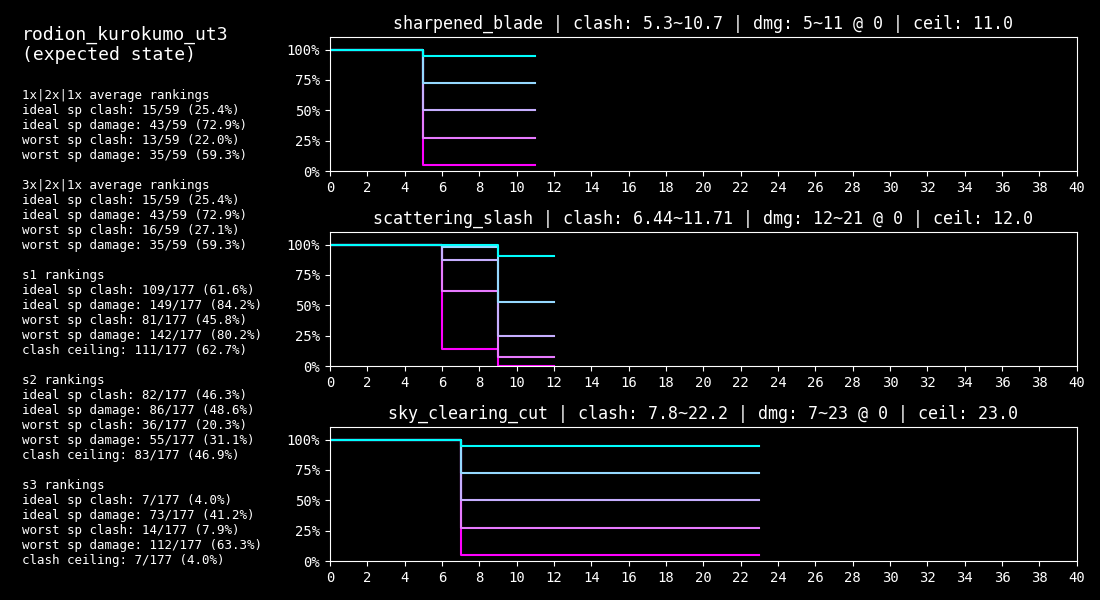 rodion_kurokumo_ut3
(expected state)
1x|2x|1x average rankings
ideal sp clash: 15/59 (25.4%)
ideal sp damage: 43/59 (72.9%)
worst sp clash: 13/59 (22.0%)
worst sp damage: 35/59 (59.3%)
3x|2x|1x average rankings
ideal sp clash: 15/59 (25.4%)
ideal sp damage: 43/59 (72.9%)
worst sp clash: 16/59 (27.1%)
worst sp damage: 35/59 (59.3%)
s1 rankings
ideal sp clash: 109/177 (61.6%)
ideal sp damage: 149/177 (84.2%)
worst sp clash: 81/177 (45.8%)
worst sp damage: 142/177 (80.2%)
clash ceiling: 111/177 (62.7%)
s2 rankings
ideal sp clash: 82/177 (46.3%)
ideal sp damage: 86/177 (48.6%)
worst sp clash: 36/177 (20.3%)
worst sp damage: 55/177 (31.1%)
clash ceiling: 83/177 (46.9%)
s3 rankings
ideal sp clash: 7/177 (4.0%)
ideal sp damage: 73/177 (41.2%)
worst sp clash: 14/177 (7.9%)
worst sp damage: 112/177 (63.3%)
clash ceiling: 7/177 (4.0%)
sharpened_blade | clash: 5.3~10.7 | dmg: 5~11 @ 0 | ceil: 11.0
100%
75%
50%
25%
0%
0 2 4 6 8 10 12 14 16 18 20 22 24 26 28 30 32 34 36 38 40
scattering_slash | clash: 6.44~11.71 | dmg: 12~21 @ 0 | ceil: 12.0
100%
75%
50%
25%
0%
0 2 4 6 8 10 12 14 16 18 20 22 24 26 28 30 32 34 36 38 40
sky_clearing_cut | clash: 7.8~22.2 | dmg: 7~23 @ 0 | ceil: 23.0
100%
75%
50%
25%
0%
0 2 4 6 8 10 12 14 16 18 20 22 24 26 28 30 32 34 36 38 40